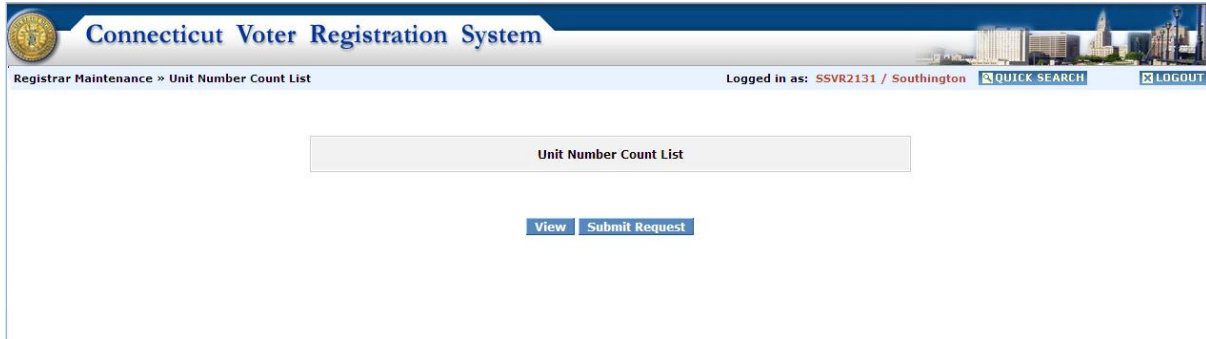 Connecticut Voter Registration System
Registrar Maintenance » Unit Number Count List Logged in as: SSVR2131 / Southington QUICK SEARCH LOGOUT
Unit Number Count List
View Submit Request